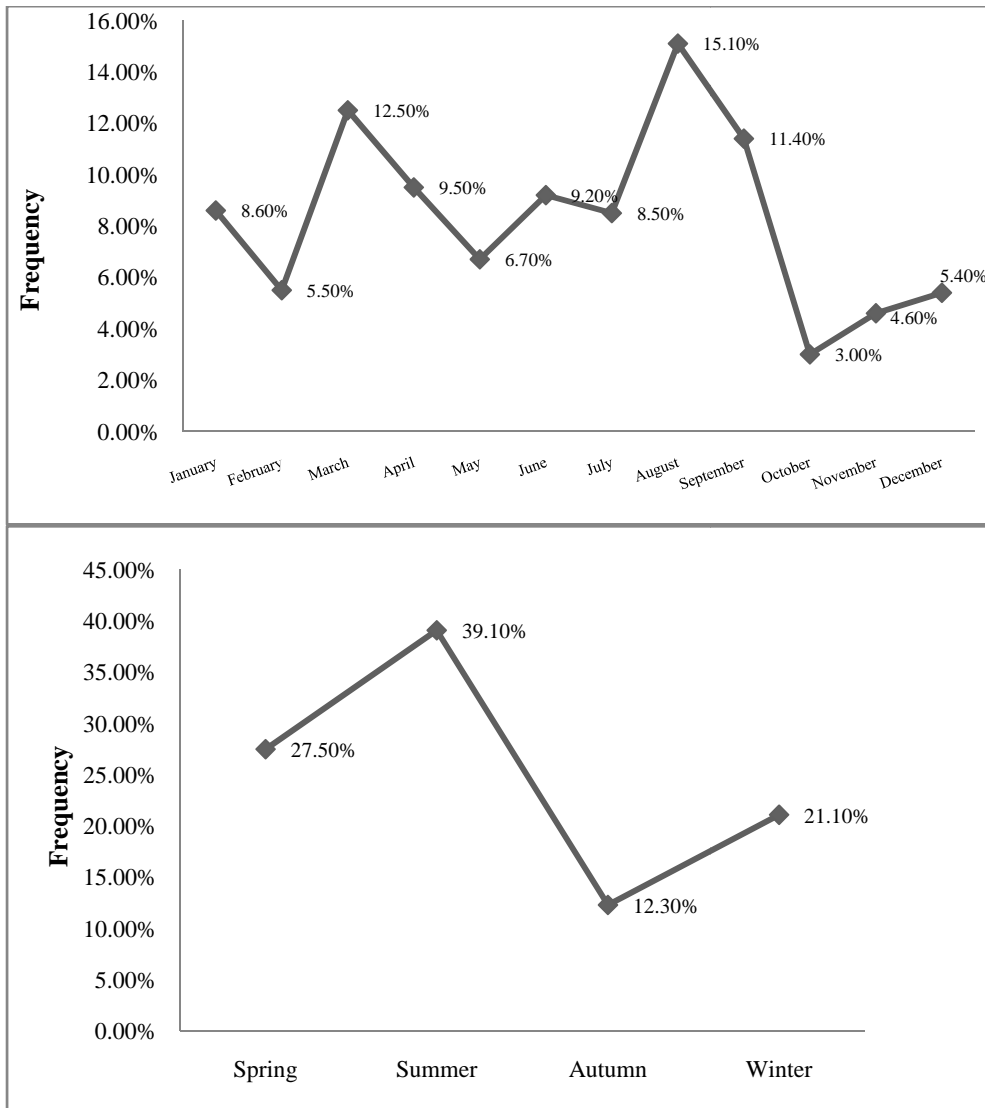 16.00%
14.00%
12.00%
10.00%
8.00%
6.00%
4.00%
2.00%
0.00%
Frequency
8.60%
5.50%
12.50%
9.50%
6.70%
9.20%
8.50%
15.10%
11.40%
3.00%
4.60%
5.40%
January
February
March
April
May
June
July
August
September
October
November
December
45.00%
40.00%
35.00%
30.00%
25.00%
20.00%
15.00%
10.00%
5.00%
0.00%
Frequency
27.50%
39.10%
12.30%
21.10%
Spring
Summer
Autumn
Winter